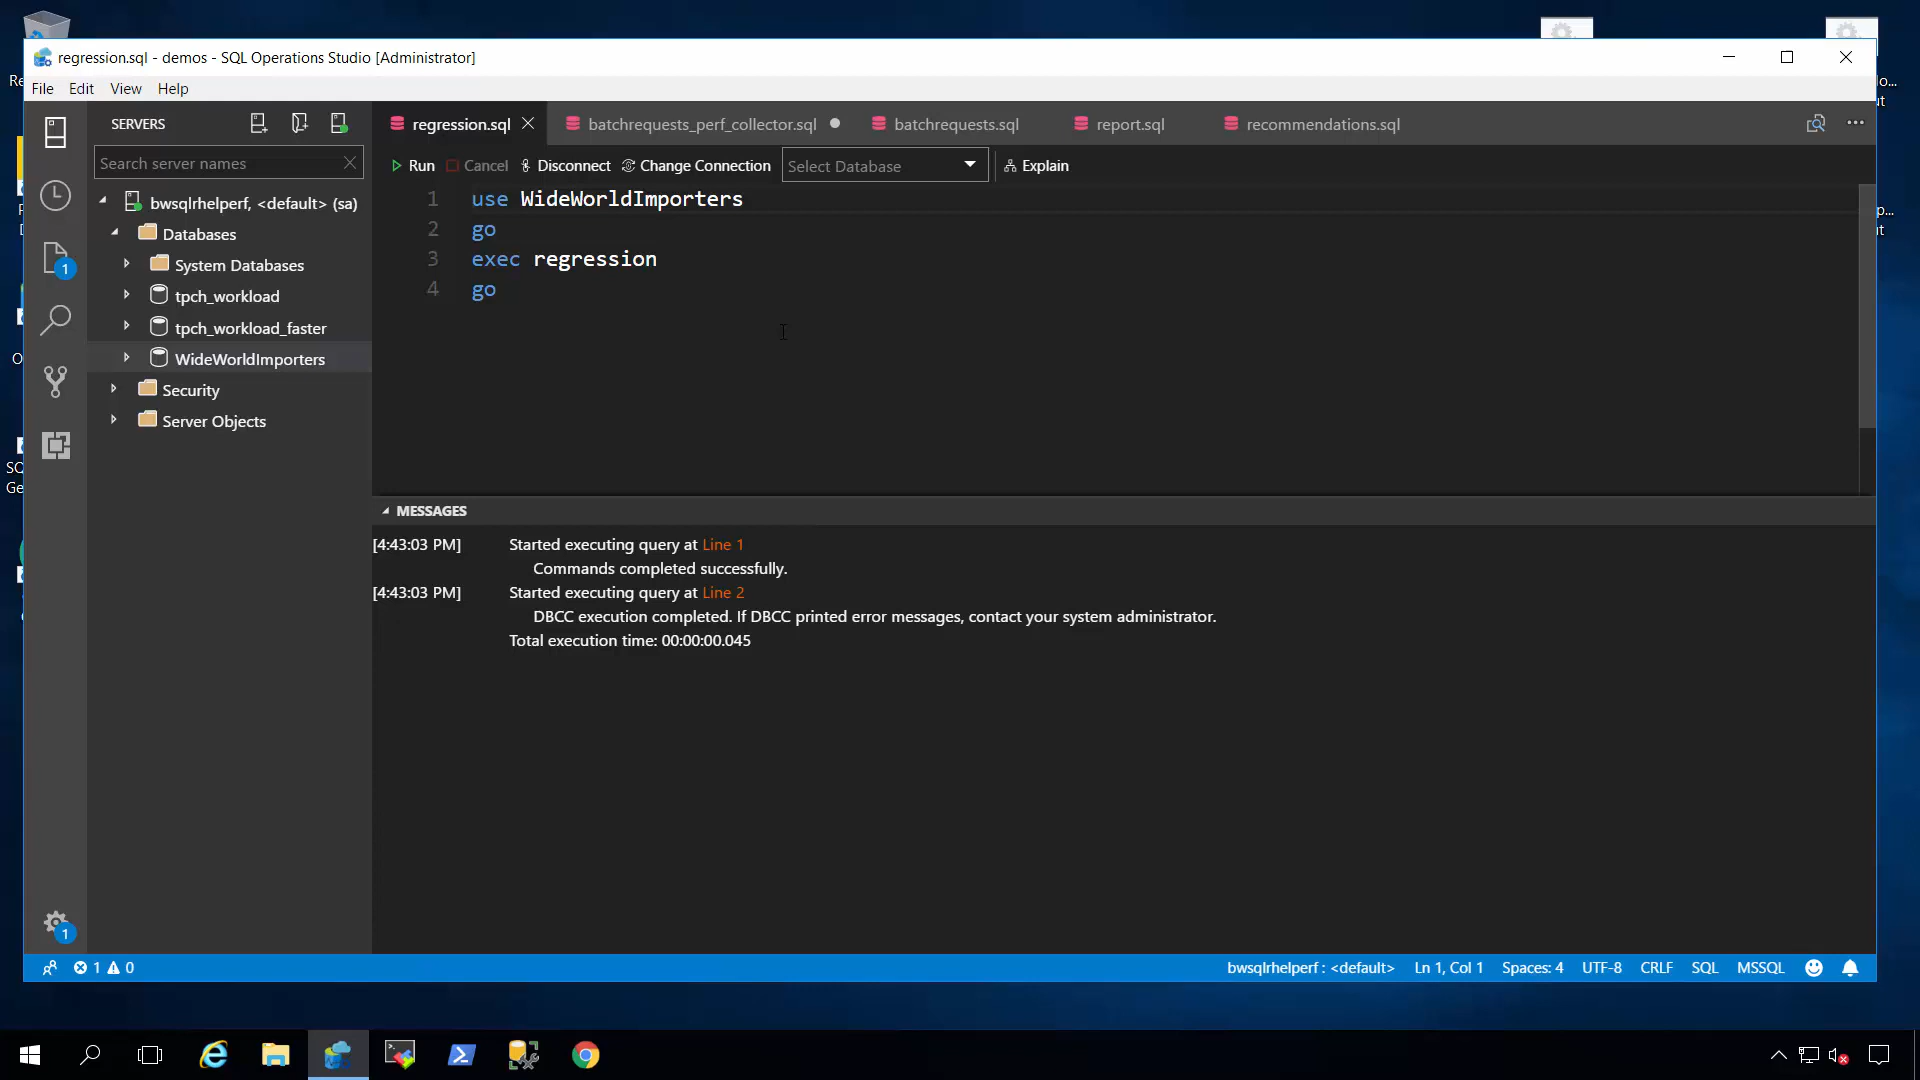 regression.sql - demos - SQL Operations Studio [Administrator]
File Edit View Help
SERVERS
Search server names
bwsqlrhelperf, <default> (sa)
Databases
System Databases
tpch_workload
tpch_workload_faster
WideWorldImporters
Security
Server Objects
1
1
regression.sql batchrequests_perf_collector.sql batchrequests.sql report.sql recommendations.sql
Run Cancel Disconnect Change Connection Select Database Explain
1 use WideWorldImporters
2 go
3 exec regression
4 go
MESSAGES
[4:43:03 PM] Started executing query at Line 1
Commands completed successfully.
[4:43:03 PM] Started executing query at Line 2
DBCC execution completed. If DBCC printed error messages, contact your system administrator.
Total execution time: 00:00:00.045
1 0 bwsqlrhelperf : <default> Ln 1, Col 1 Spaces: 4 UTF-8 CRLF SQL MSSQL